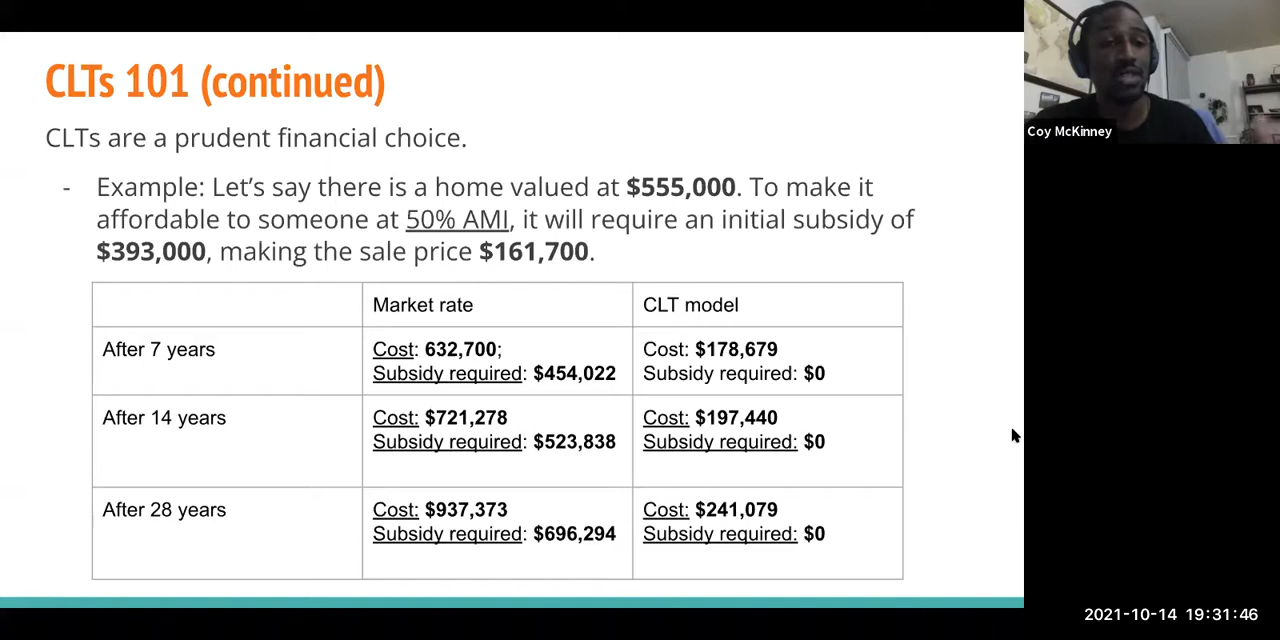 CLTs 101 (continued)
CLTs are a prudent financial choice.
- Example: Let's say there is a home valued at $555,000. To make it
affordable to someone at 50% AMI, it will require an initial subsidy of
$393,000, making the sale price $161,700.
Market rate
CLT model
After 7 years
Cost: 632,700;
Subsidy required: $454,022
Cost: $178,679
Subsidy required: $0
After 14 years
Cost: $721,278
Subsidy required: $523,838
Cost: $197,440
Subsidy required: $0
After 28 years
Cost: $937,373
Subsidy required: $696,294
Cost: $241,079
Subsidy required: $0
Coy McKinney
2021-10-14 19:31:46